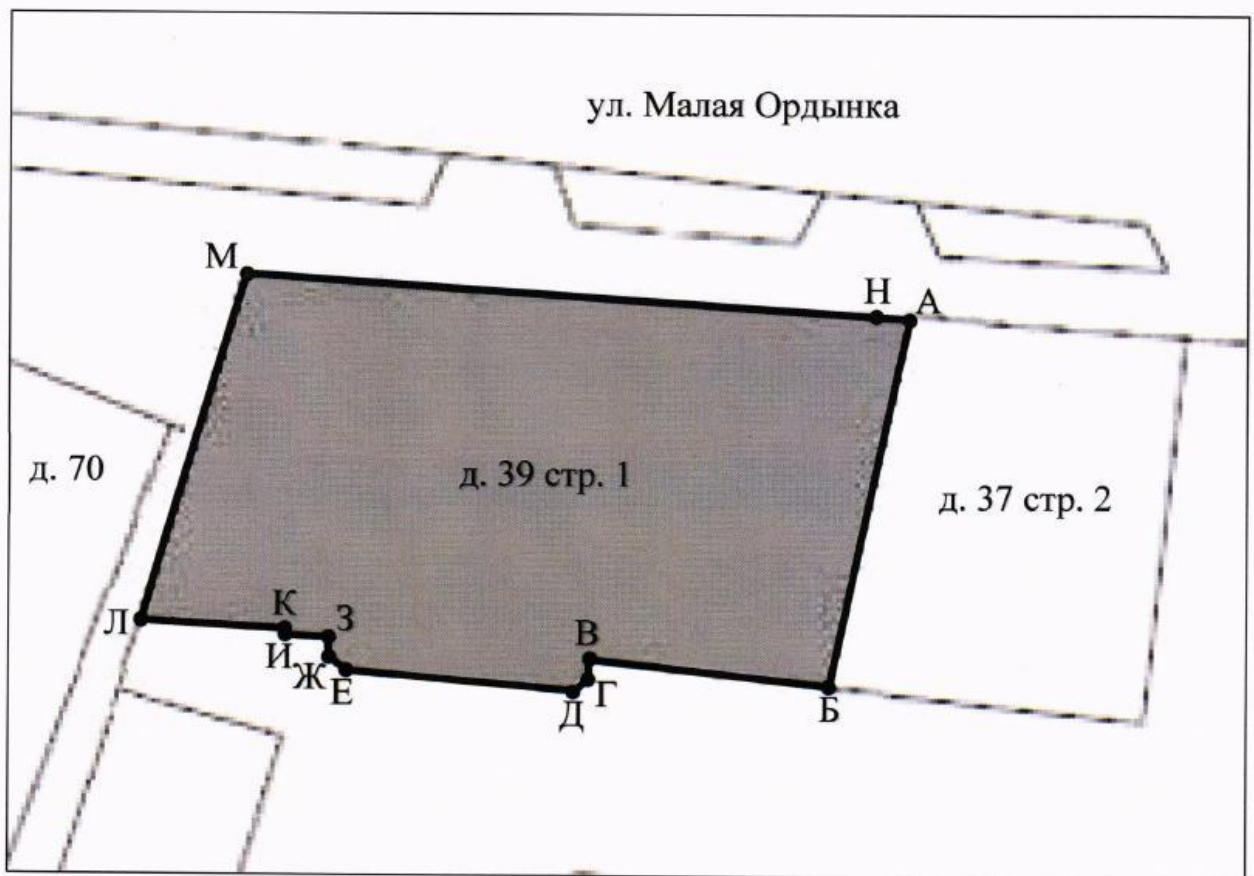 ул. Малая Ордынка
М
Н
А
д. 70
д. 39 стр. 1
д. 37 стр. 2
Л
К
З
И
Ж
Е
В
Г
Д
Б